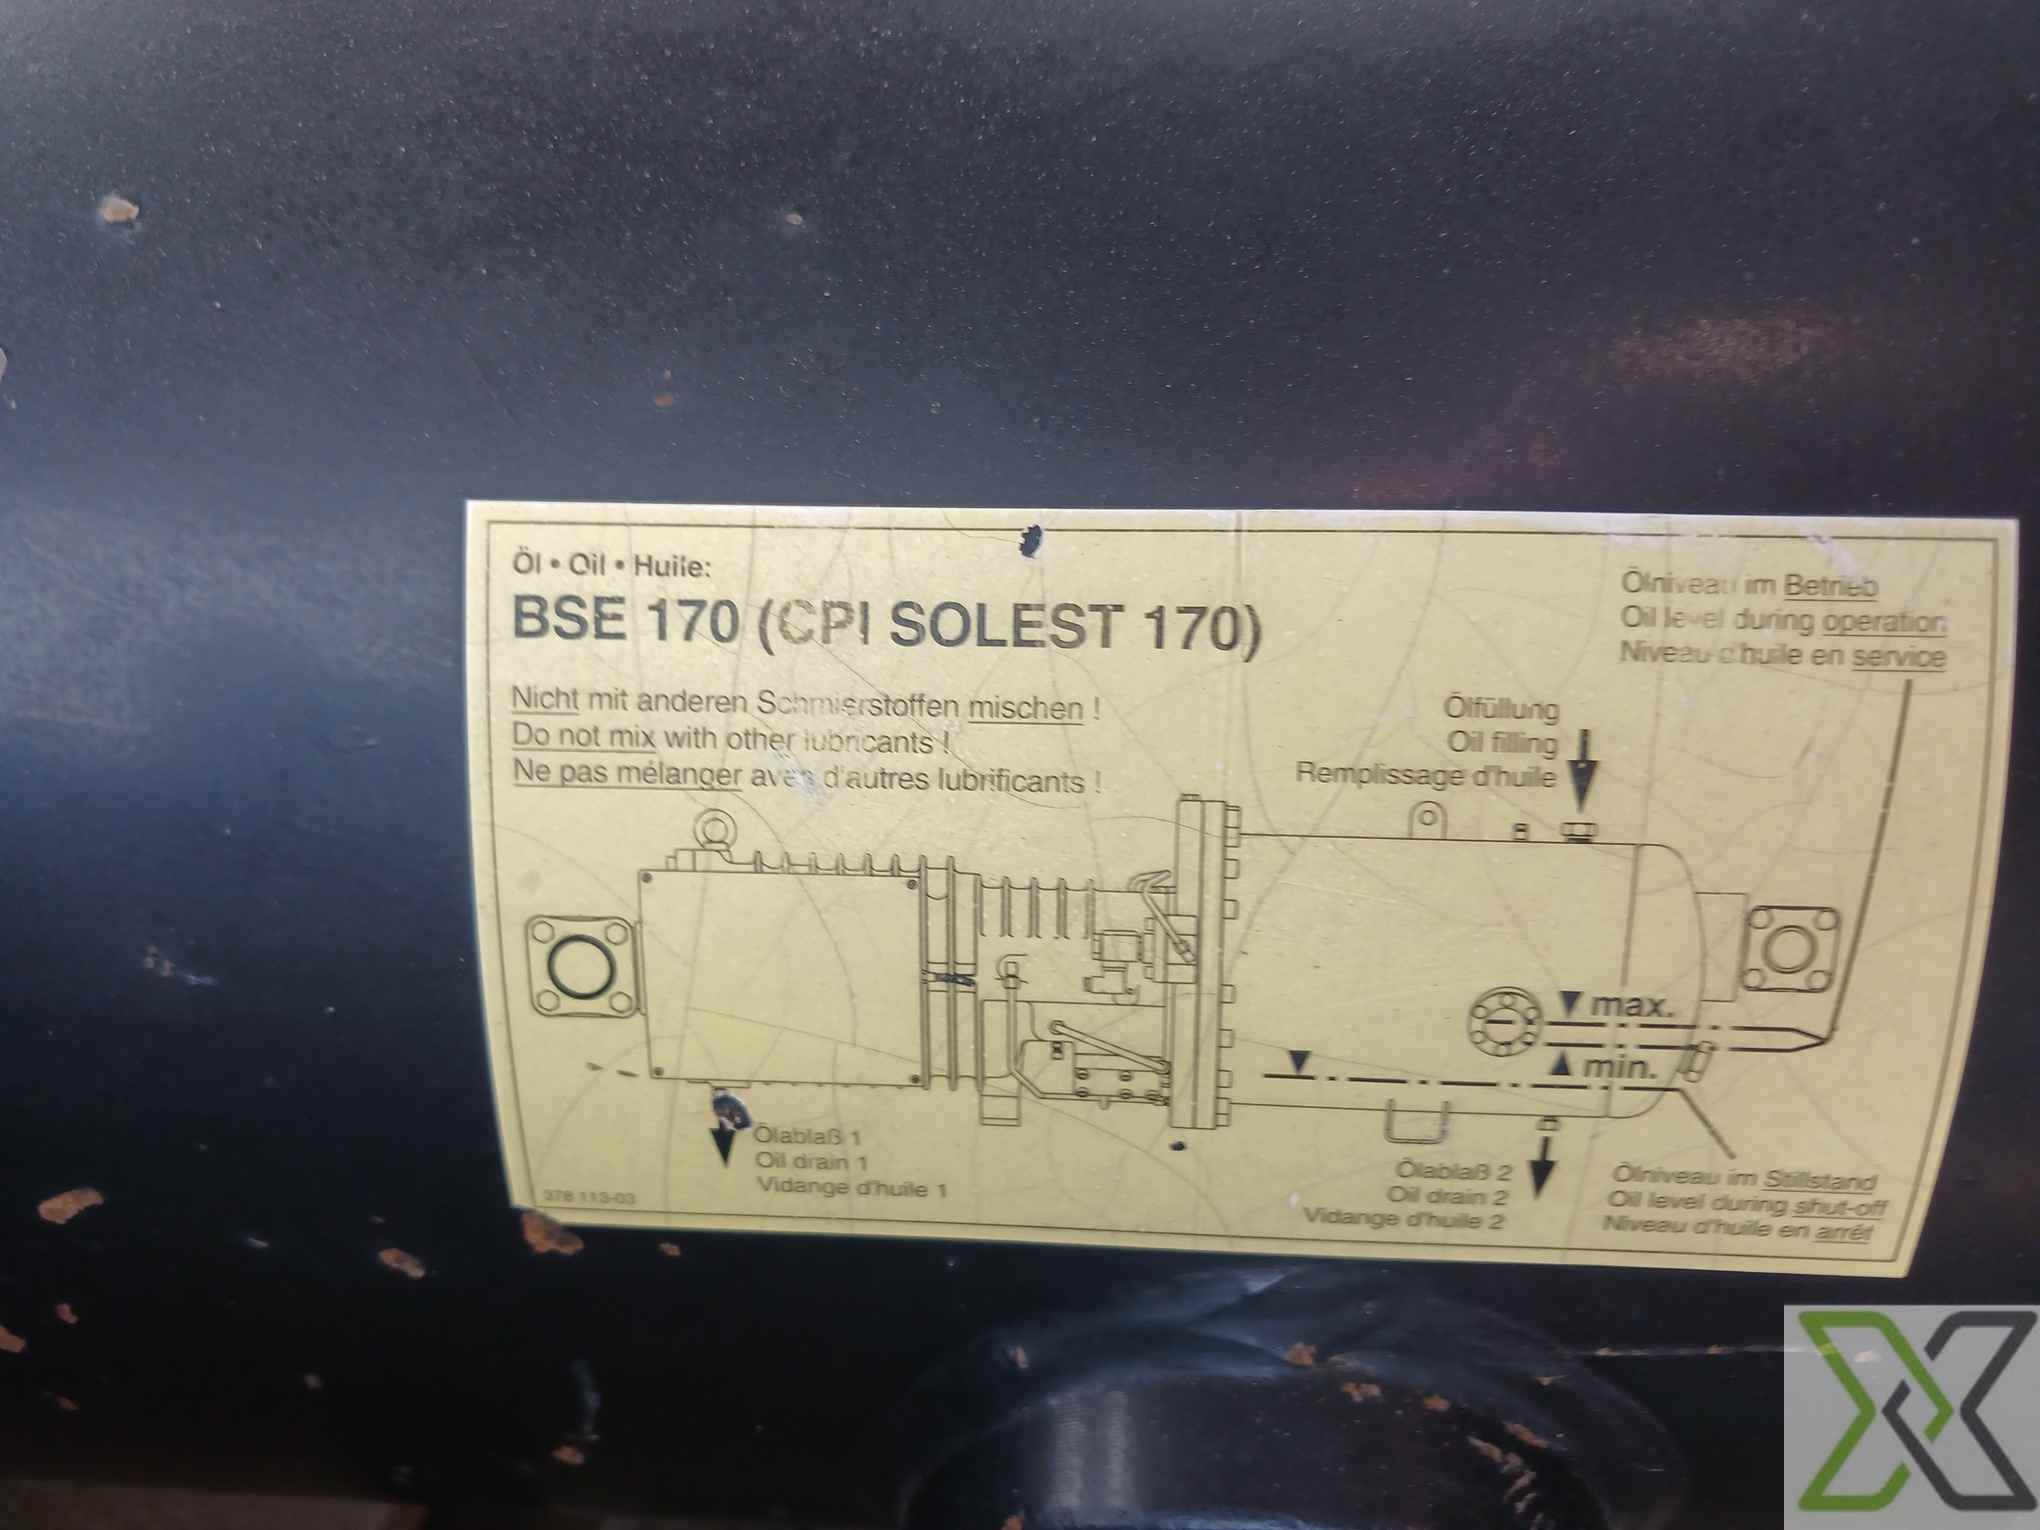 Öl • Oil • Huile:
BSE 170 (CPI SOLEST 170)
Nicht mit anderen Schmierstoffen mischen !
Do not mix with other lubricants !
Ne pas mélanger avec d'autres lubrificants !
Ölniveau im Betrieb
Oil level during operation
Niveau d'huile en service
Ölfüllung
Oil filling
Remplissage d'huile
max.
min.
Ölablaß 1
Oil drain 1
Vidange d'huile 1
Ölablaß 2
Oil drain 2
Vidange d'huile 2
Ölniveau im Stillstand
Oil level during shut-off
Niveau d'huile en arrêt
378 113-03